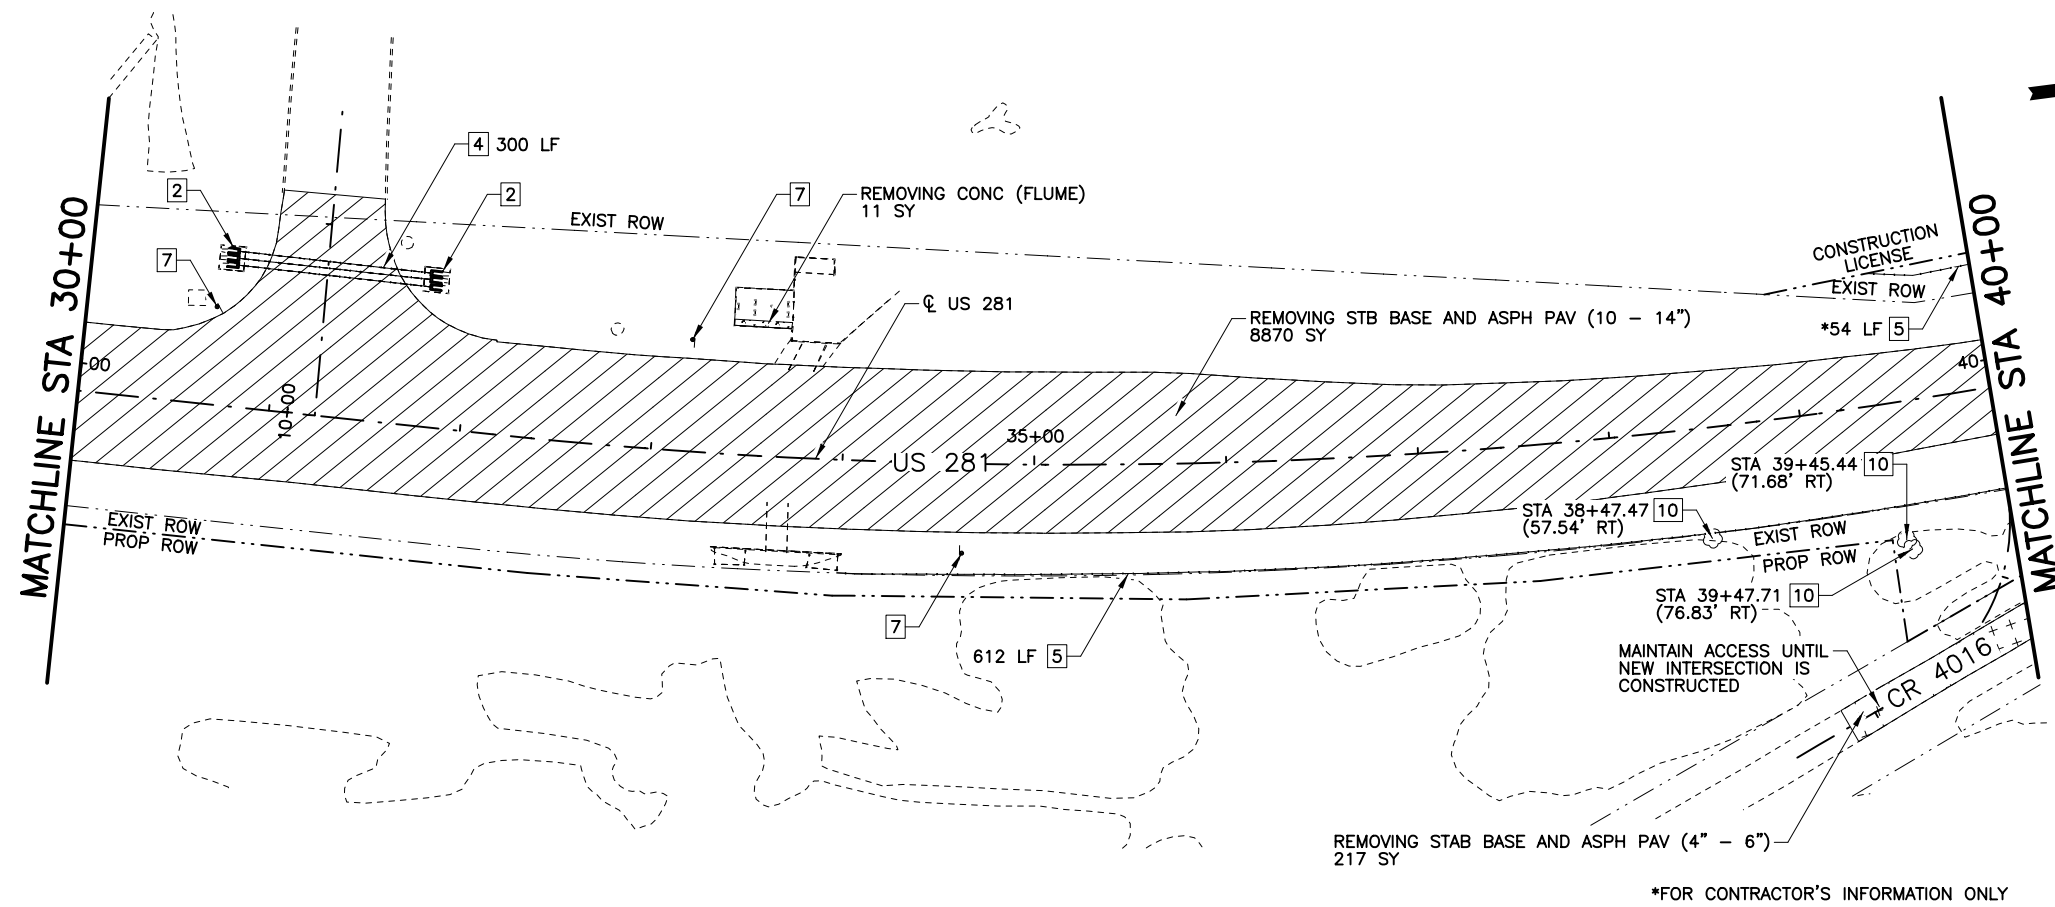 4 300 LF
2
2
7
REMOVING CONC (FLUME)
11 SY
EXIST ROW
7
CONSTRUCTION
LICENSE
EXIST ROW
℄ US 281
REMOVING STB BASE AND ASPH PAV (10 - 14")
8870 SY
*54 LF 5
MATCHLINE STA 30+00
00
10+00
40
MATCHLINE STA 40+00
35+00
US 281
STA 39+45.44 10
(71.68' RT)
STA 38+47.47 10
(57.54' RT)
EXIST ROW
PROP ROW
EXIST ROW
PROP ROW
STA 39+47.71 10
(76.83' RT)
7
612 LF 5
MAINTAIN ACCESS UNTIL
NEW INTERSECTION IS
CONSTRUCTED
CR 4016
REMOVING STAB BASE AND ASPH PAV (4" - 6")
217 SY
*FOR CONTRACTOR'S INFORMATION ONLY